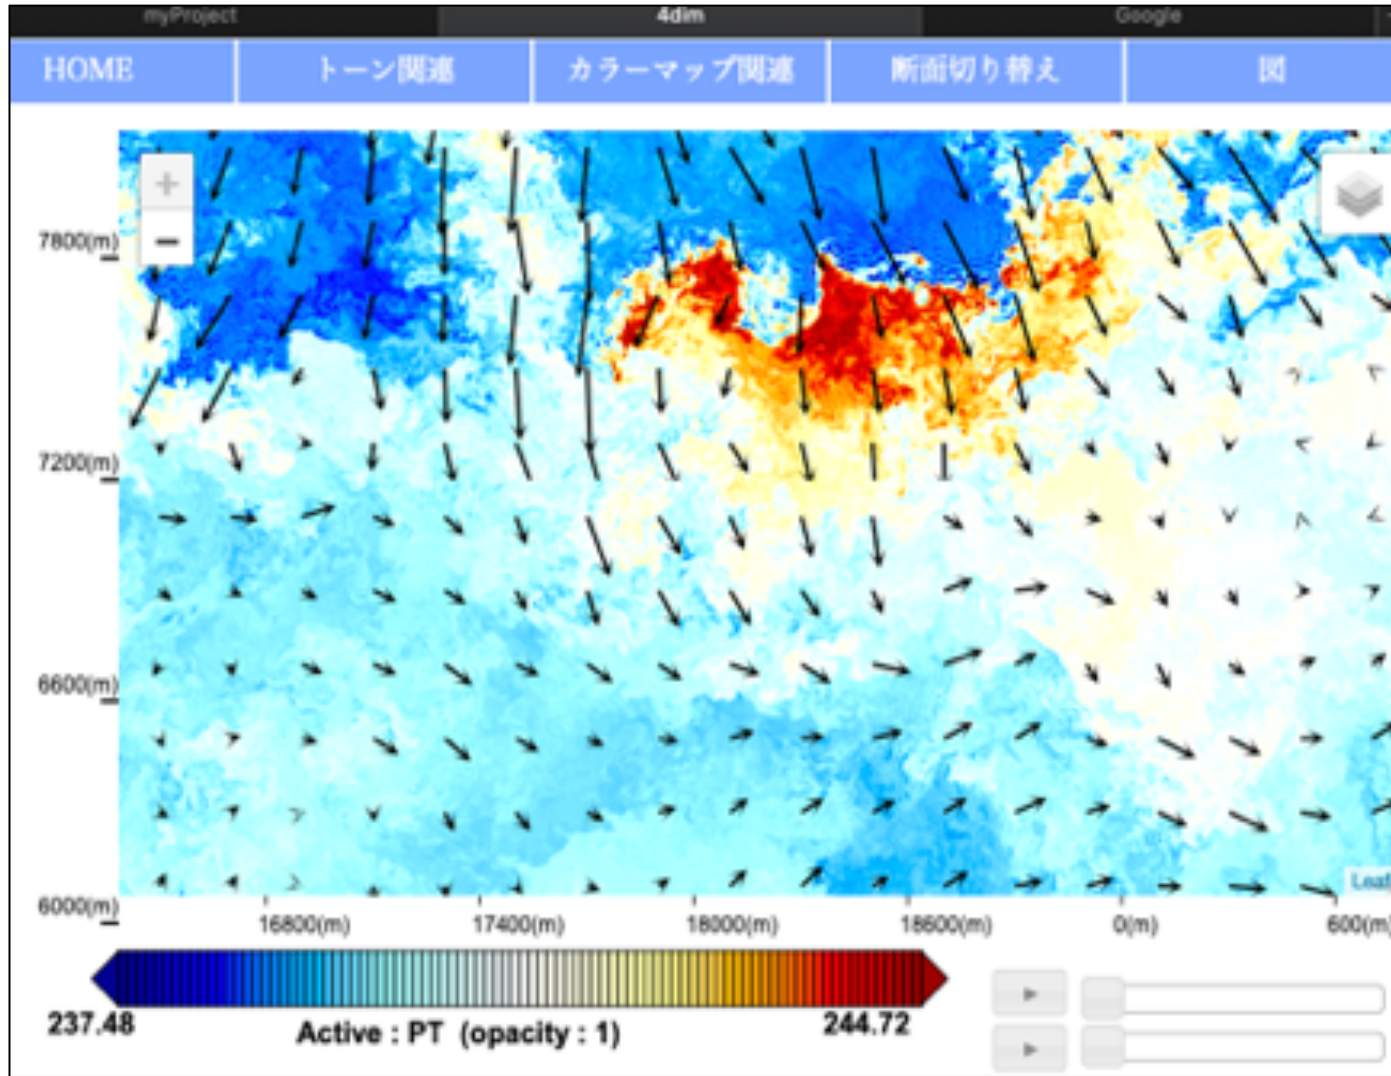 myProject 4dim Google
HOME トーン関連 カラーマップ関連 断面切り替え 図
+
−
7800(m)
7200(m)
6600(m)
6000(m)
Leaf
16800(m) 17400(m) 18000(m) 18600(m) 0(m) 600(m)
237.48 Active : PT (opacity : 1) 244.72